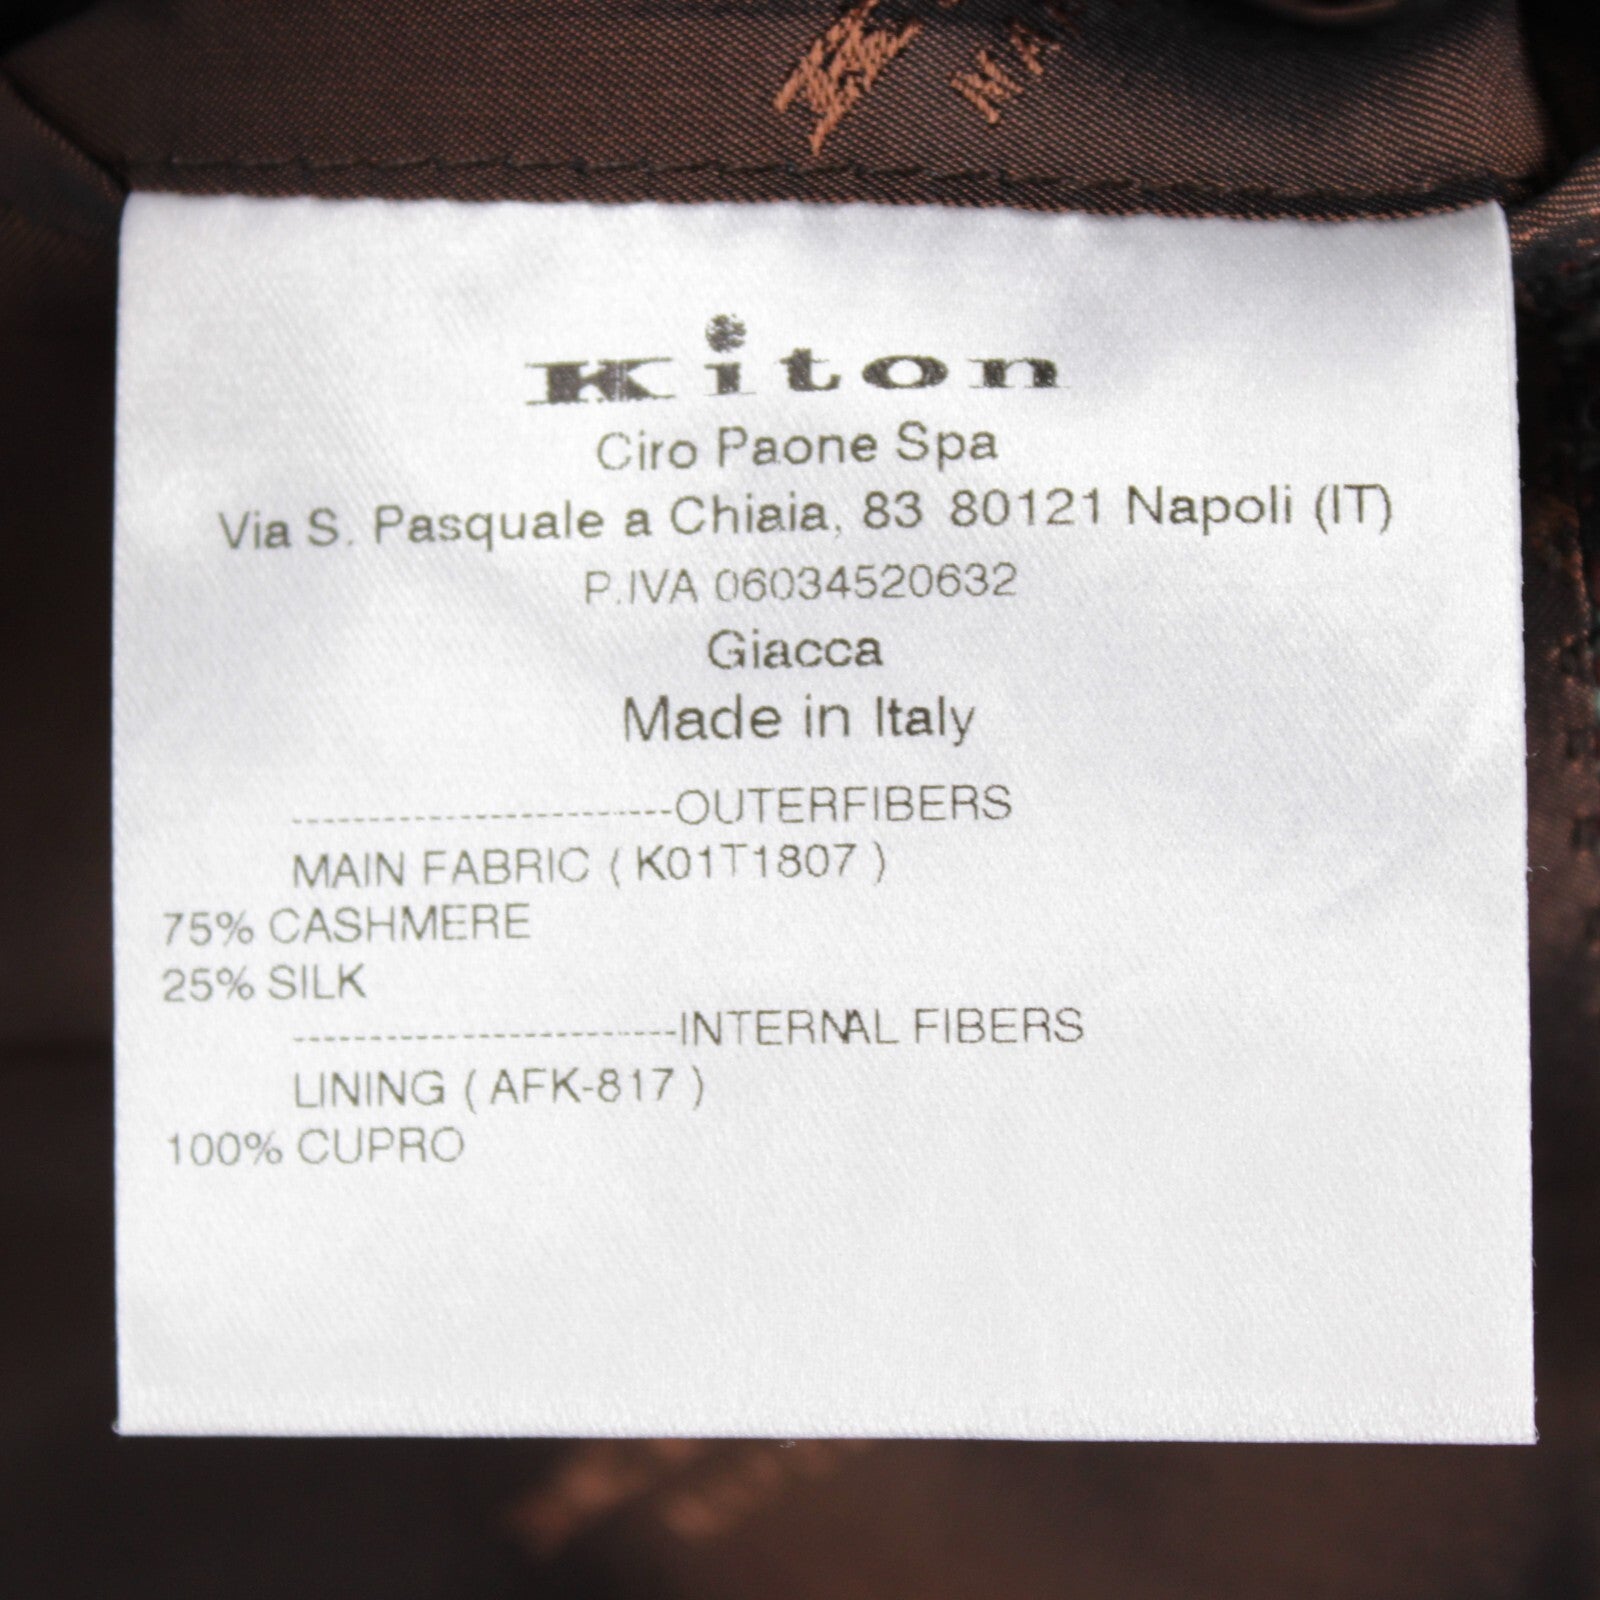 Kiton
Ciro Paone Spa
Via S. Pasquale a Chiaia, 83 80121 Napoli (IT)
P.IVA 06034520632
Giacca
Made in Italy
-----------------------OUTERFIBERS
MAIN FABRIC ( K01T1807 )
75% CASHMERE
25% SILK
-----------------------INTERNAL FIBERS
LINING ( AFK-817 )
100% CUPRO